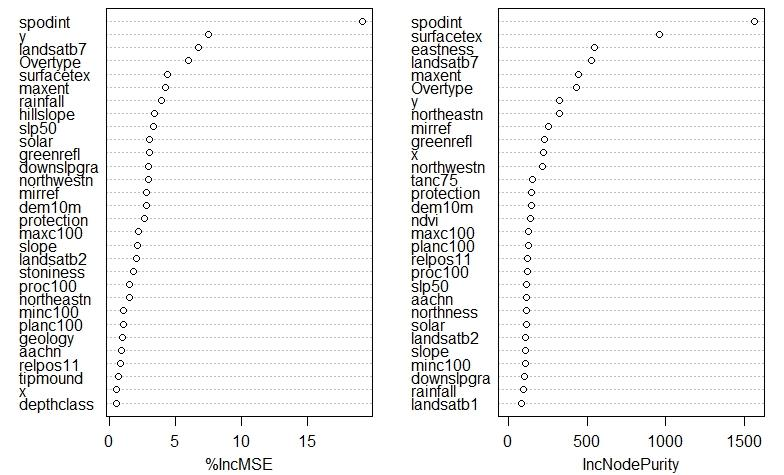 spodint
y
landsatb7
Overtype
surfacetex
maxent
rainfall
hillslope
slp50
solar
greenrefl
downslpgra
northwestn
mirref
dem10m
protection
maxc100
slope
landsatb2
stoniness
proc100
northeastn
minc100
planc100
geology
aachn
relpos11
tipmound
x
depthclass
0 5 10 15
%IncMSE
spodint
surfacetex
eastness
landsatb7
maxent
Overtype
y
northeastn
mirref
greenrefl
x
northwestn
tanc75
protection
dem10m
ndvi
maxc100
planc100
relpos11
proc100
slp50
aachn
northness
solar
landsatb2
slope
minc100
downslpgra
rainfall
landsatb1
0 500 1000 1500
IncNodePurity